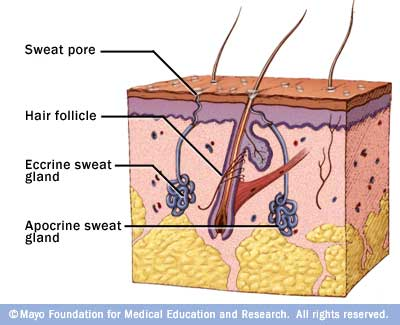 Sweat pore
Hair follicle
Eccrine sweat
gland
Apocrine sweat
gland
©Mayo Foundation for Medical Education and Research. All rights reserved.